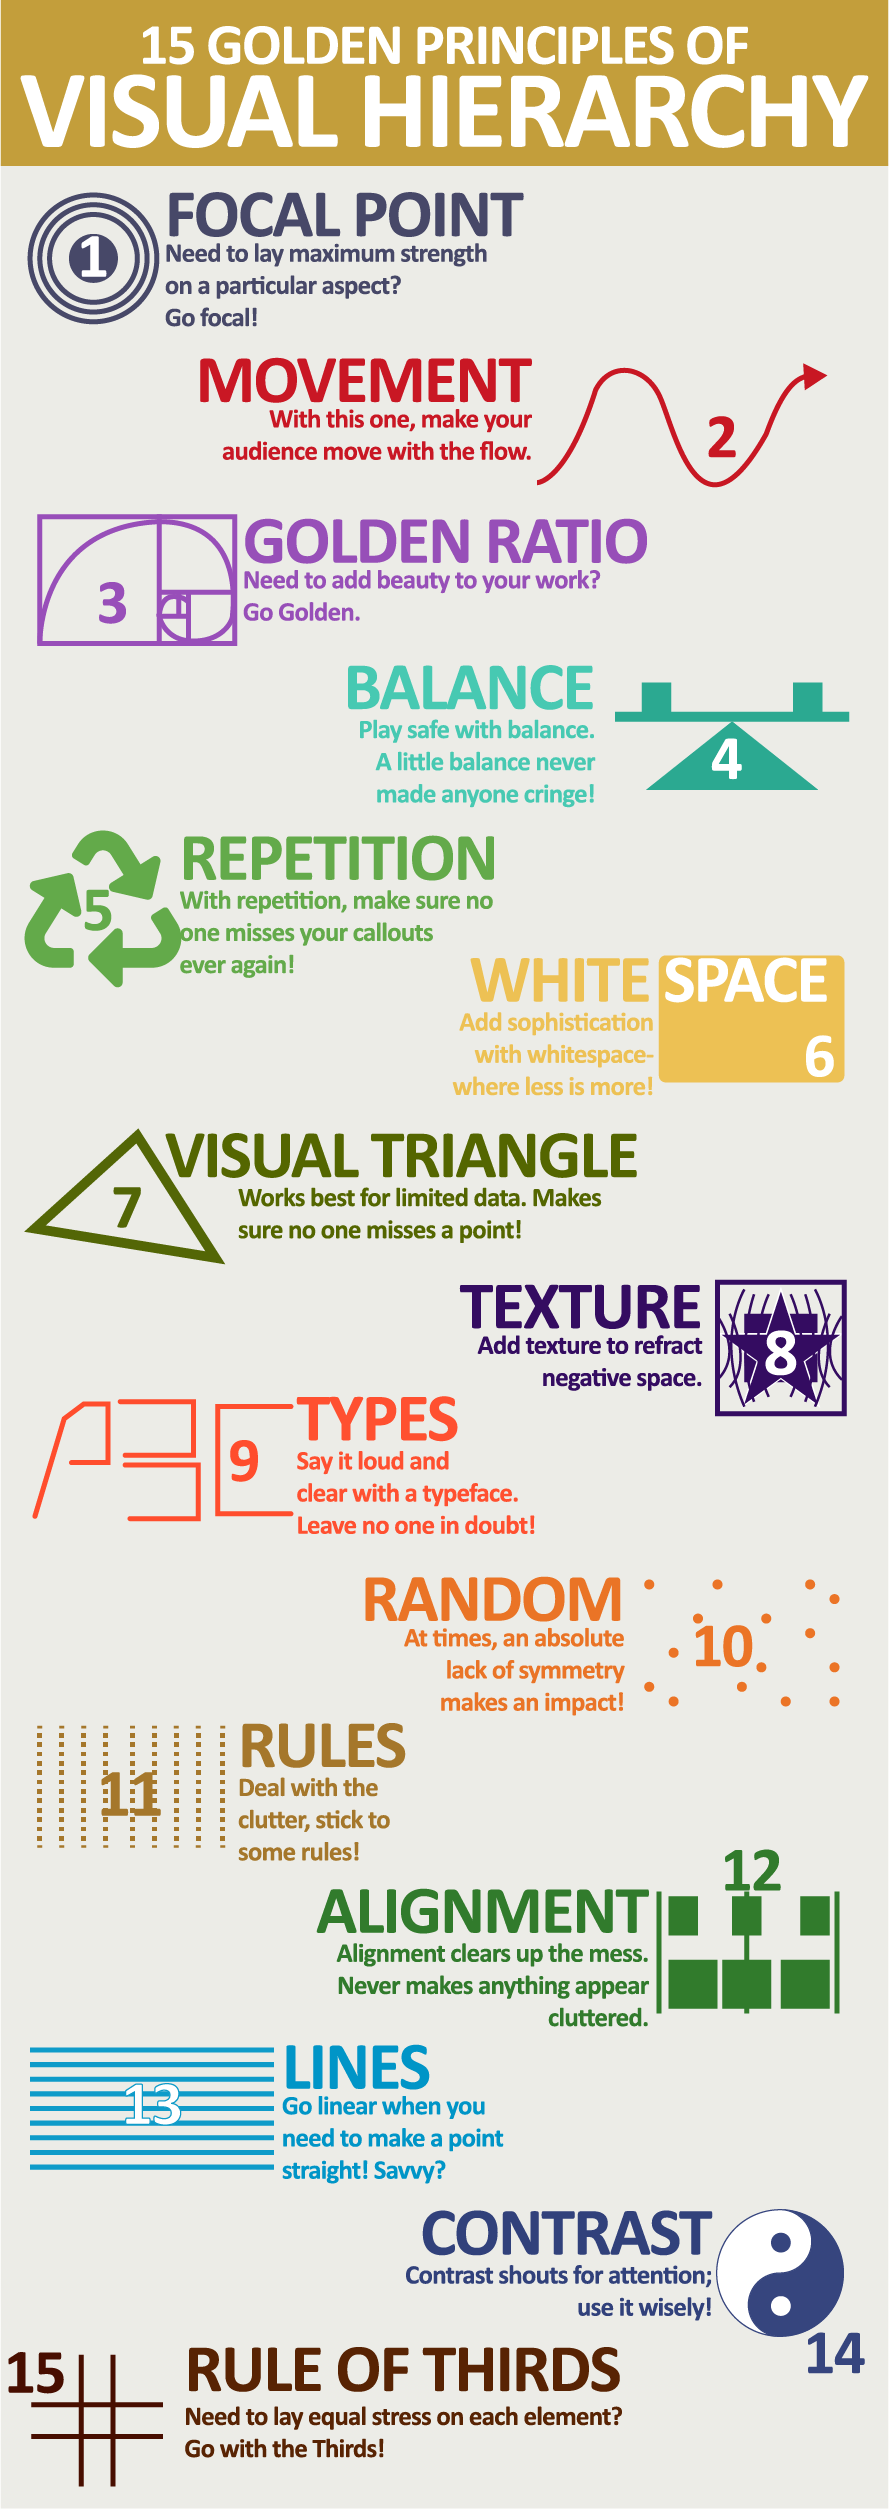 15 GOLDEN PRINCIPLES OF
VISUAL HIERARCHY
1
FOCAL POINT
Need to lay maximum strength
on a particular aspect?
Go focal!
MOVEMENT
With this one, make your
audience move with the flow.
2
3
GOLDEN RATIO
Need to add beauty to your work?
Go Golden.
BALANCE
Play safe with balance.
A little balance never
made anyone cringe!
4
5
REPETITION
With repetition, make sure no
one misses your callouts
ever again!
WHITE SPACE
Add sophistication
with whitespace-
where less is more!
6
7
VISUAL TRIANGLE
Works best for limited data. Makes
sure no one misses a point!
TEXTURE
Add texture to refract
negative space.
8
9
TYPES
Say it loud and
clear with a typeface.
Leave no one in doubt!
RANDOM
At times, an absolute
lack of symmetry
makes an impact!
10
11
RULES
Deal with the
clutter, stick to
some rules!
12
ALIGNMENT
Alignment clears up the mess.
Never makes anything appear
cluttered.
13
LINES
Go linear when you
need to make a point
straight! Savvy?
CONTRAST
Contrast shouts for attention;
use it wisely!
14
15
RULE OF THIRDS
Need to lay equal stress on each element?
Go with the Thirds!